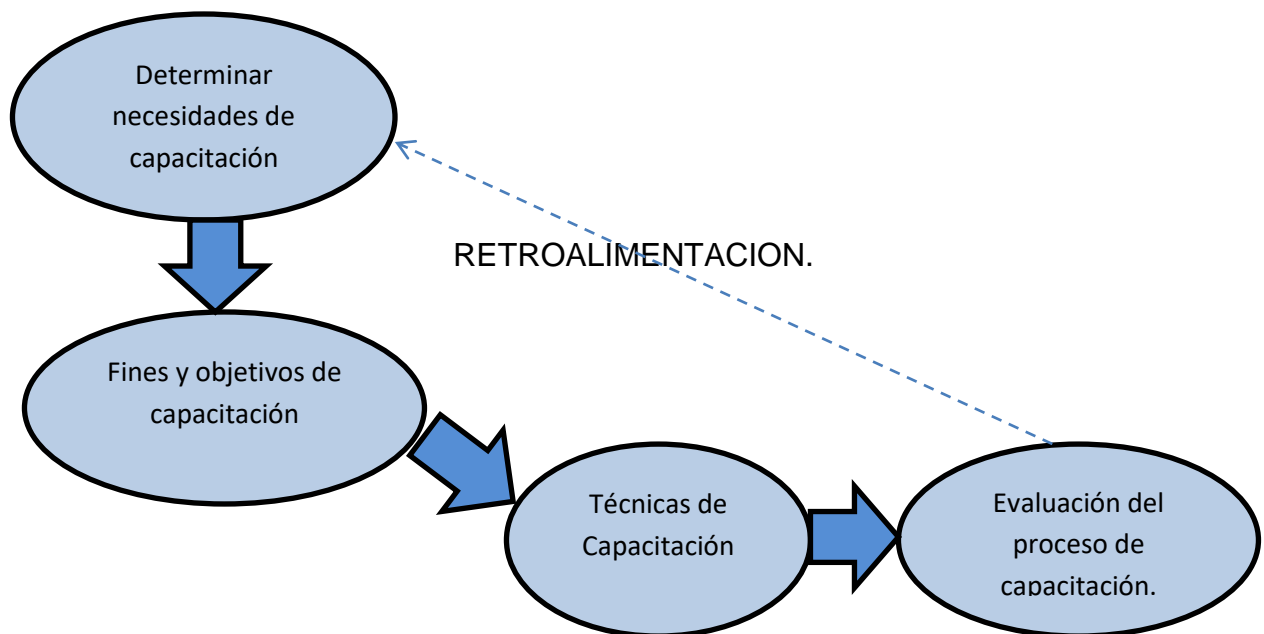 Determinar
necesidades de
capacitación
RETROALIMENTACION.
Fines y objetivos de
capacitación
Técnicas de
Capacitación
Evaluación del
proceso de
capacitación.